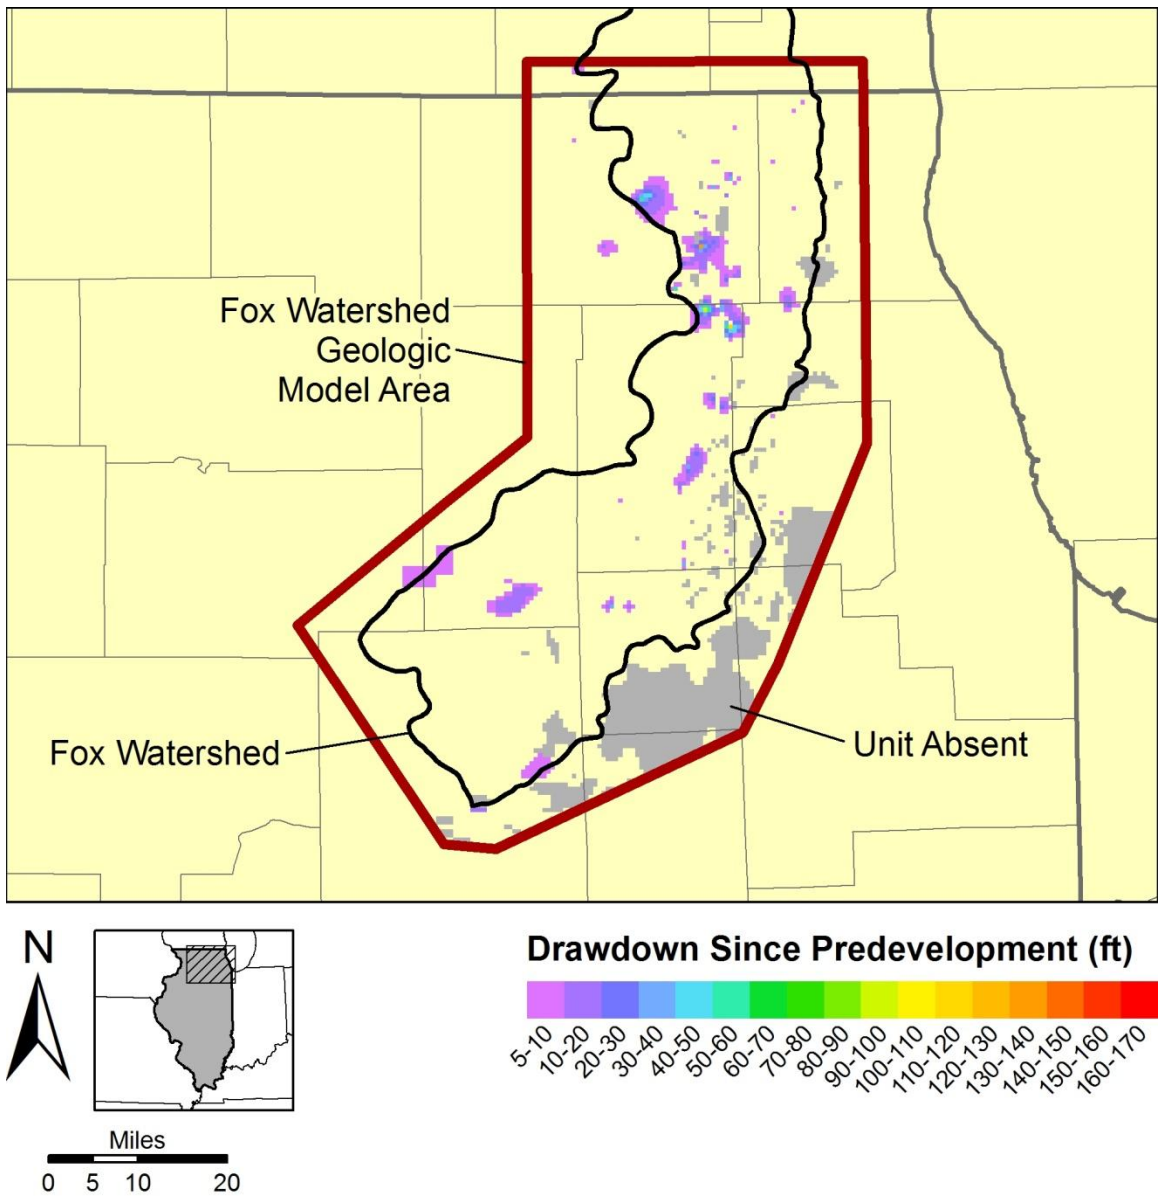 Fox Watershed
Geologic
Model Area
Fox Watershed
Unit Absent
N
Miles
0 5 10 20
Drawdown Since Predevelopment (ft)
5-10
10-20
20-30
30-40
40-50
50-60
60-70
70-80
80-90
90-100
100-110
110-120
120-130
130-140
140-150
150-160
160-170